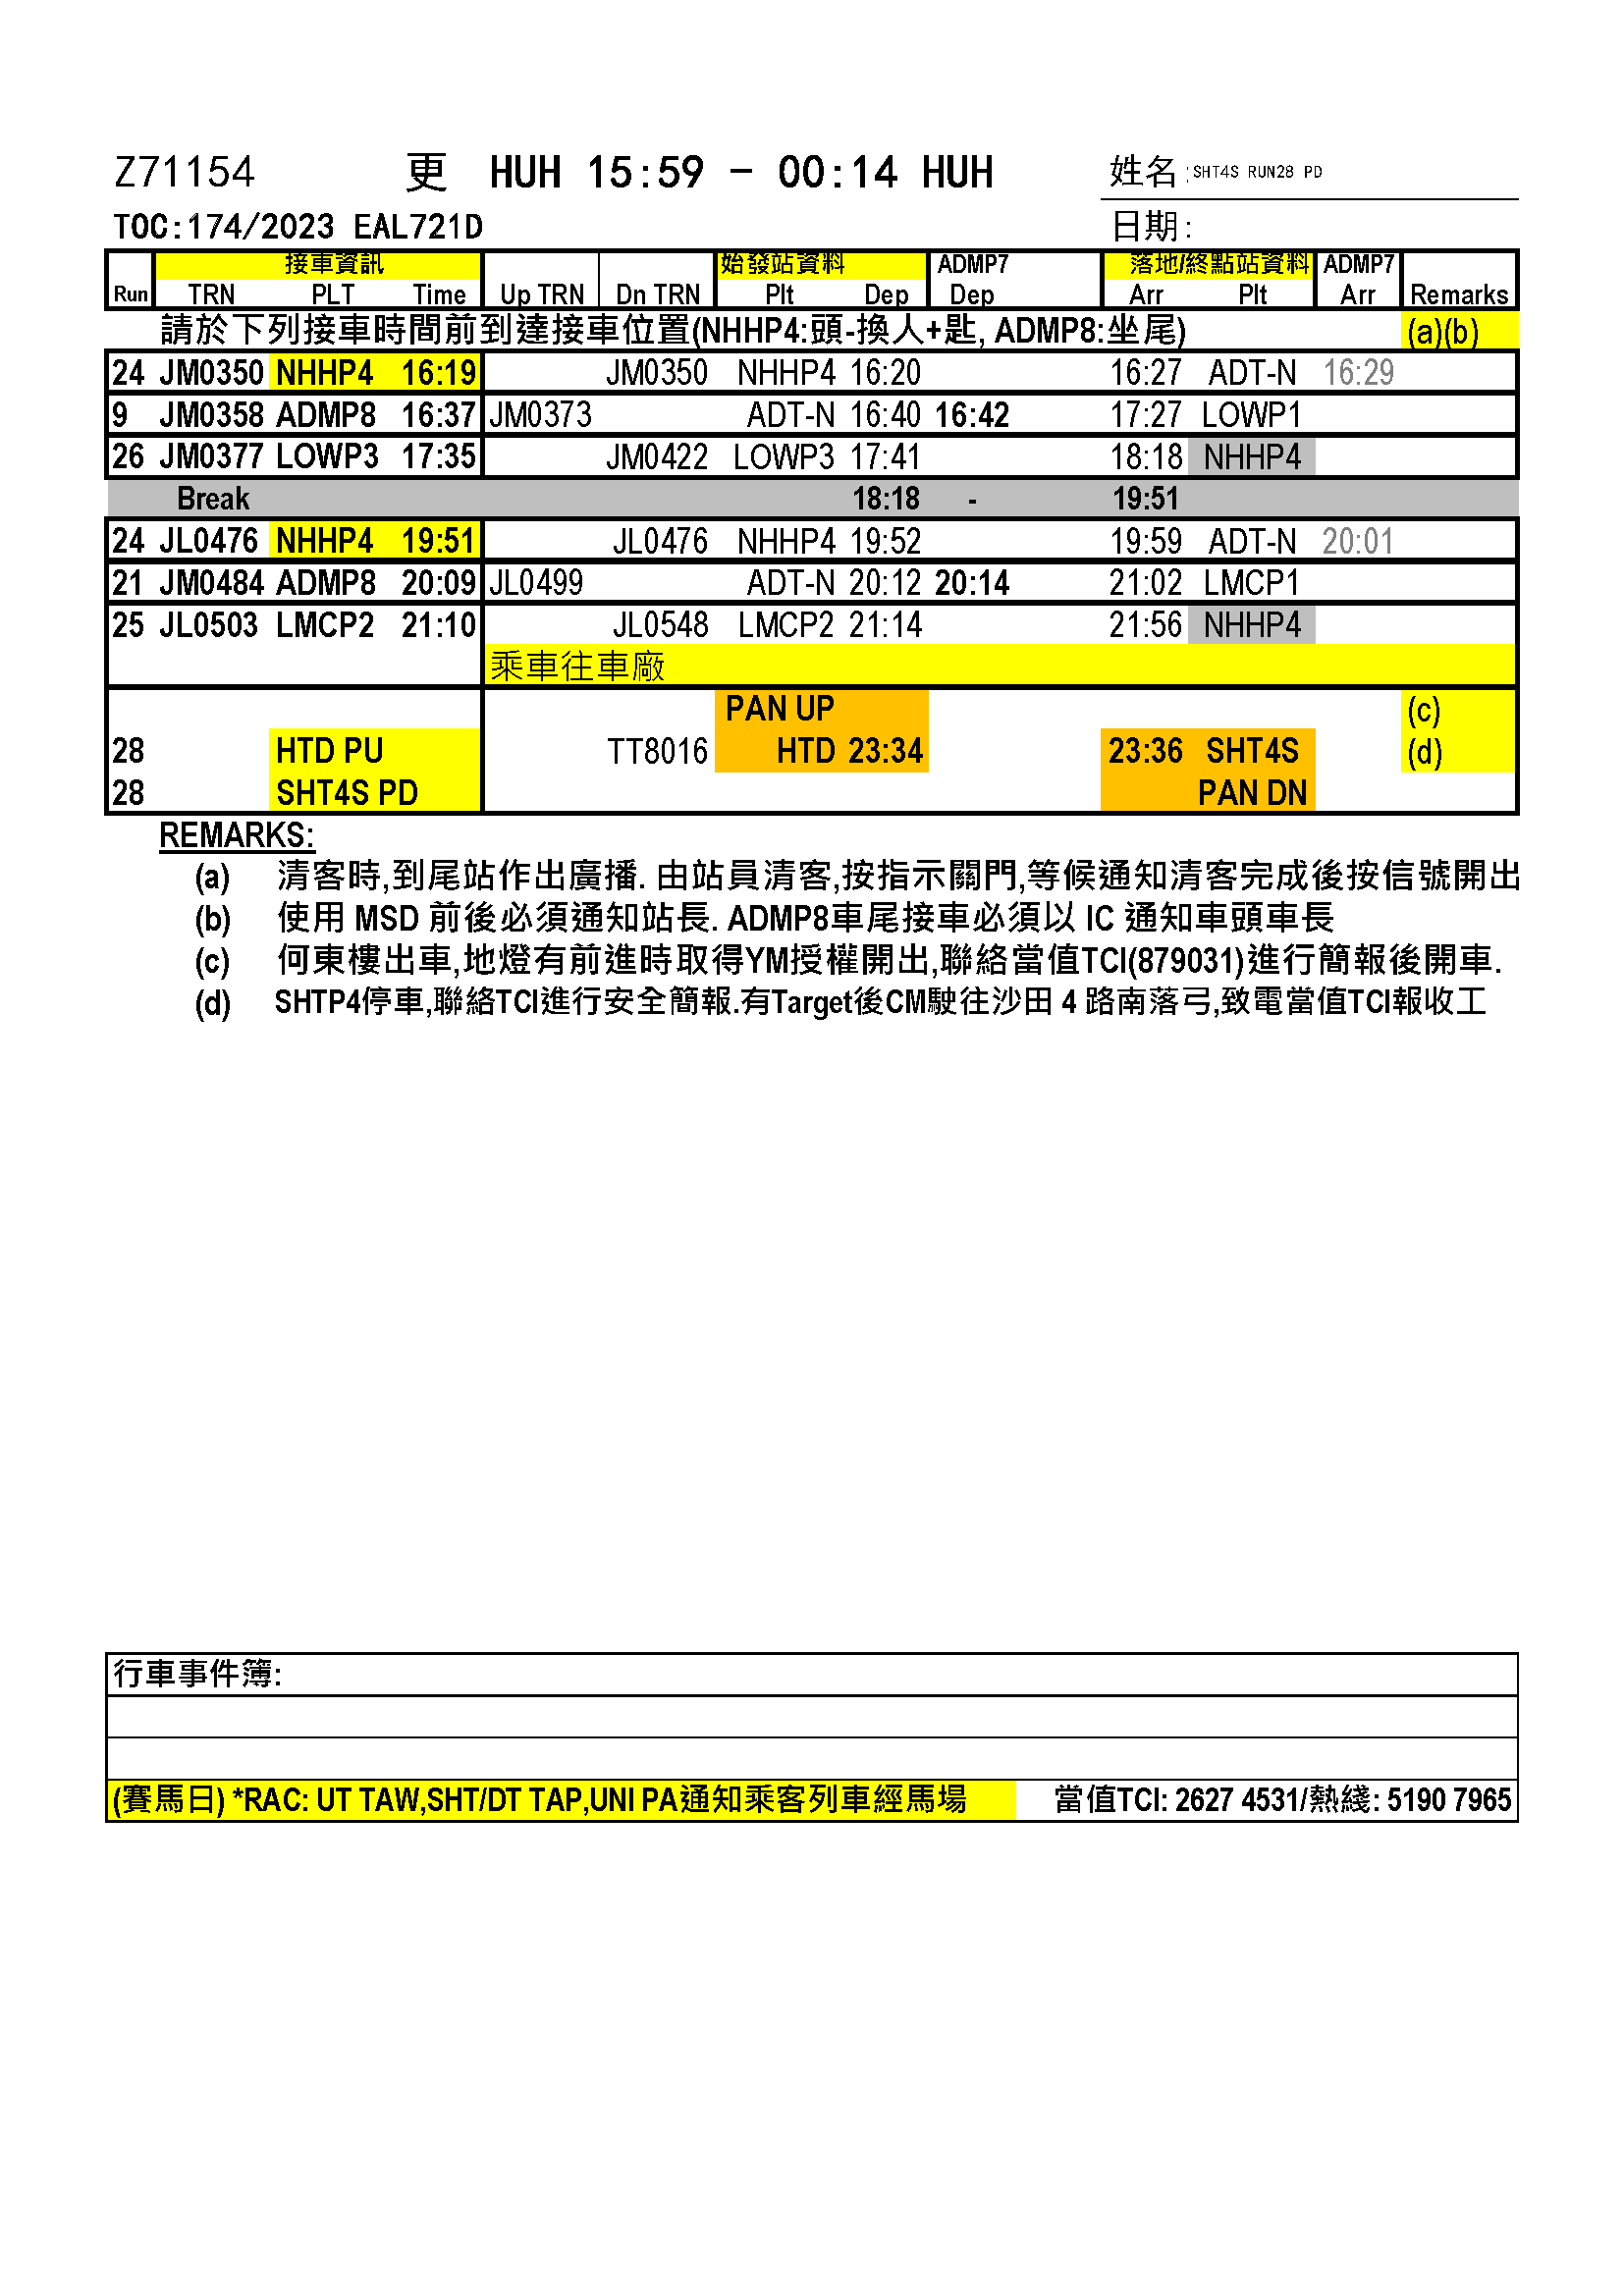 Z71154 更 HUH 15:59 - 00:14 HUH 姓名:SHT4S RUN28 PD
TOC:174/2023 EAL721D 日期:
接車資訊 始發站資料 ADMP7 落地/終點站資料 ADMP7
Run TRN PLT Time Up TRN Dn TRN Plt Dep Dep Arr Plt Arr Remarks
請於下列接車時間前到達接車位置(NHHP4:頭-換人+匙, ADMP8:坐尾) (a)(b)
24 JM0350 NHHP4 16:19 JM0350 NHHP4 16:20 16:27 ADT-N 16:29
9 JM0358 ADMP8 16:37 JM0373 ADT-N 16:40 16:42 17:27 LOWP1
26 JM0377 LOWP3 17:35 JM0422 LOWP3 17:41 18:18 NHHP4
Break 18:18 - 19:51
24 JL0476 NHHP4 19:51 JL0476 NHHP4 19:52 19:59 ADT-N 20:01
21 JM0484 ADMP8 20:09 JL0499 ADT-N 20:12 20:14 21:02 LMCP1
25 JL0503 LMCP2 21:10 JL0548 LMCP2 21:14 21:56 NHHP4
乘車往車廠
PAN UP (c)
28 HTD PU TT8016 HTD 23:34 23:36 SHT4S (d)
28 SHT4S PD PAN DN
REMARKS:
(a) 清客時,到尾站作出廣播. 由站員清客,按指示關門,等候通知清客完成後按信號開出
(b) 使用 MSD 前後必須通知站長. ADMP8車尾接車必須以 IC 通知車頭車長
(c) 何東樓出車,地燈有前進時取得YM授權開出,聯絡當值TCI(879031)進行簡報後開車.
(d) SHTP4停車,聯絡TCI進行安全簡報.有Target後CM駛往沙田 4 路南落弓,致電當值TCI報收工
行車事件簿:
(賽馬日) *RAC: UT TAW,SHT/DT TAP,UNI PA通知乘客列車經馬場 當值TCI: 2627 4531/熱綫: 5190 7965